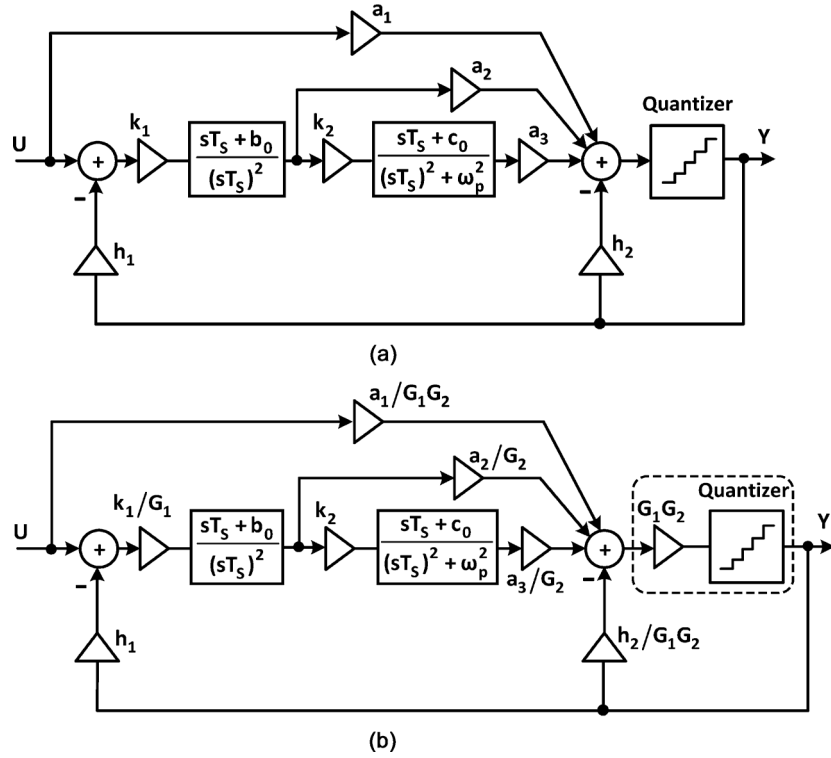 a₁
a₂
Quantizer
U
k₁
sTₛ + b₀
(sTₛ)²
k₂
sTₛ + c₀
(sTₛ)² + ωₚ²
a₃
Y
+
+
−
−
h₁
h₂
(a)
a₁/G₁G₂
a₂/G₂
Quantizer
G₁G₂
U
k₁/G₁
sTₛ + b₀
(sTₛ)²
k₂
sTₛ + c₀
(sTₛ)² + ωₚ²
a₃/G₂
Y
+
+
−
−
h₁
h₂/G₁G₂
(b)